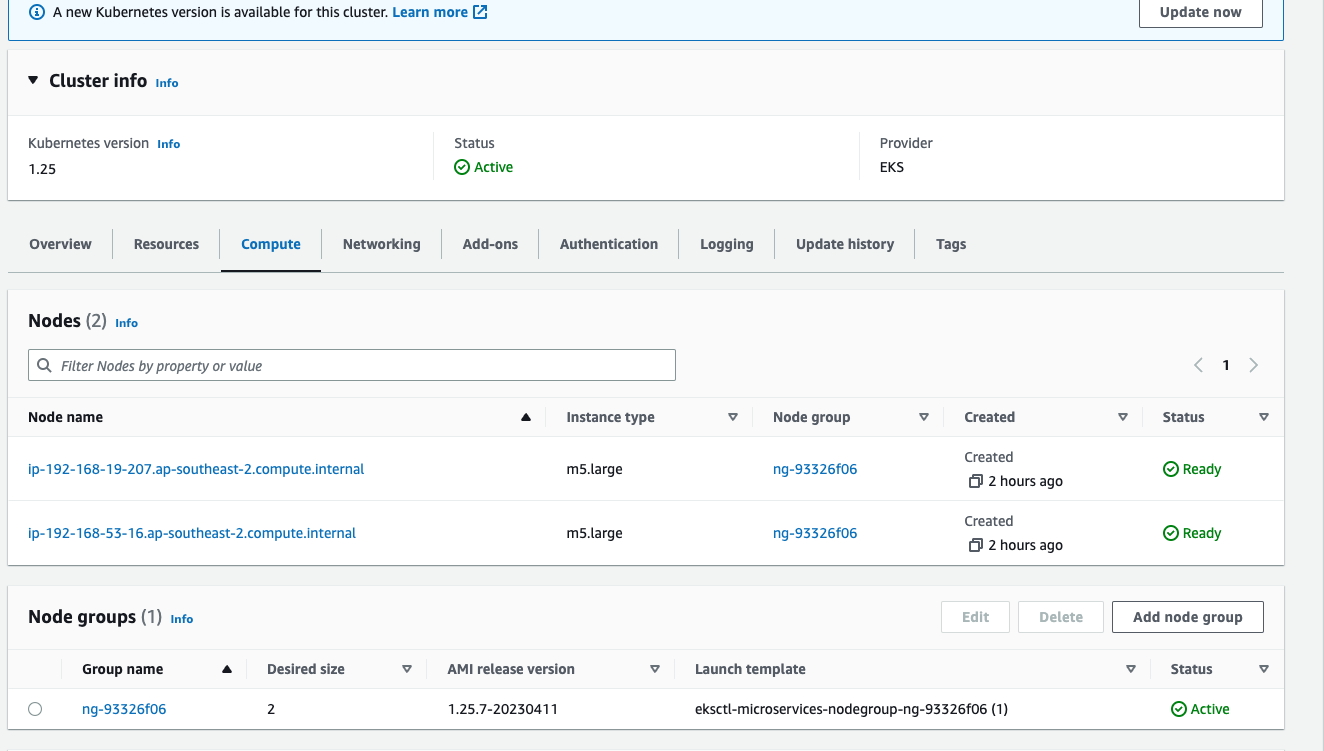 A new Kubernetes version is available for this cluster. Learn more
Update now
Cluster info Info
Kubernetes version Info
1.25
Status
Active
Provider
EKS
Overview Resources Compute Networking Add-ons Authentication Logging Update history Tags
Nodes (2) Info
Filter Nodes by property or value
1
Node name Instance type Node group Created Status
ip-192-168-19-207.ap-southeast-2.compute.internal m5.large ng-93326f06 Created 2 hours ago Ready
ip-192-168-53-16.ap-southeast-2.compute.internal m5.large ng-93326f06 Created 2 hours ago Ready
Node groups (1) Info
Edit Delete Add node group
Group name Desired size AMI release version Launch template Status
ng-93326f06 2 1.25.7-20230411 eksctl-microservices-nodegroup-ng-93326f06 (1) Active